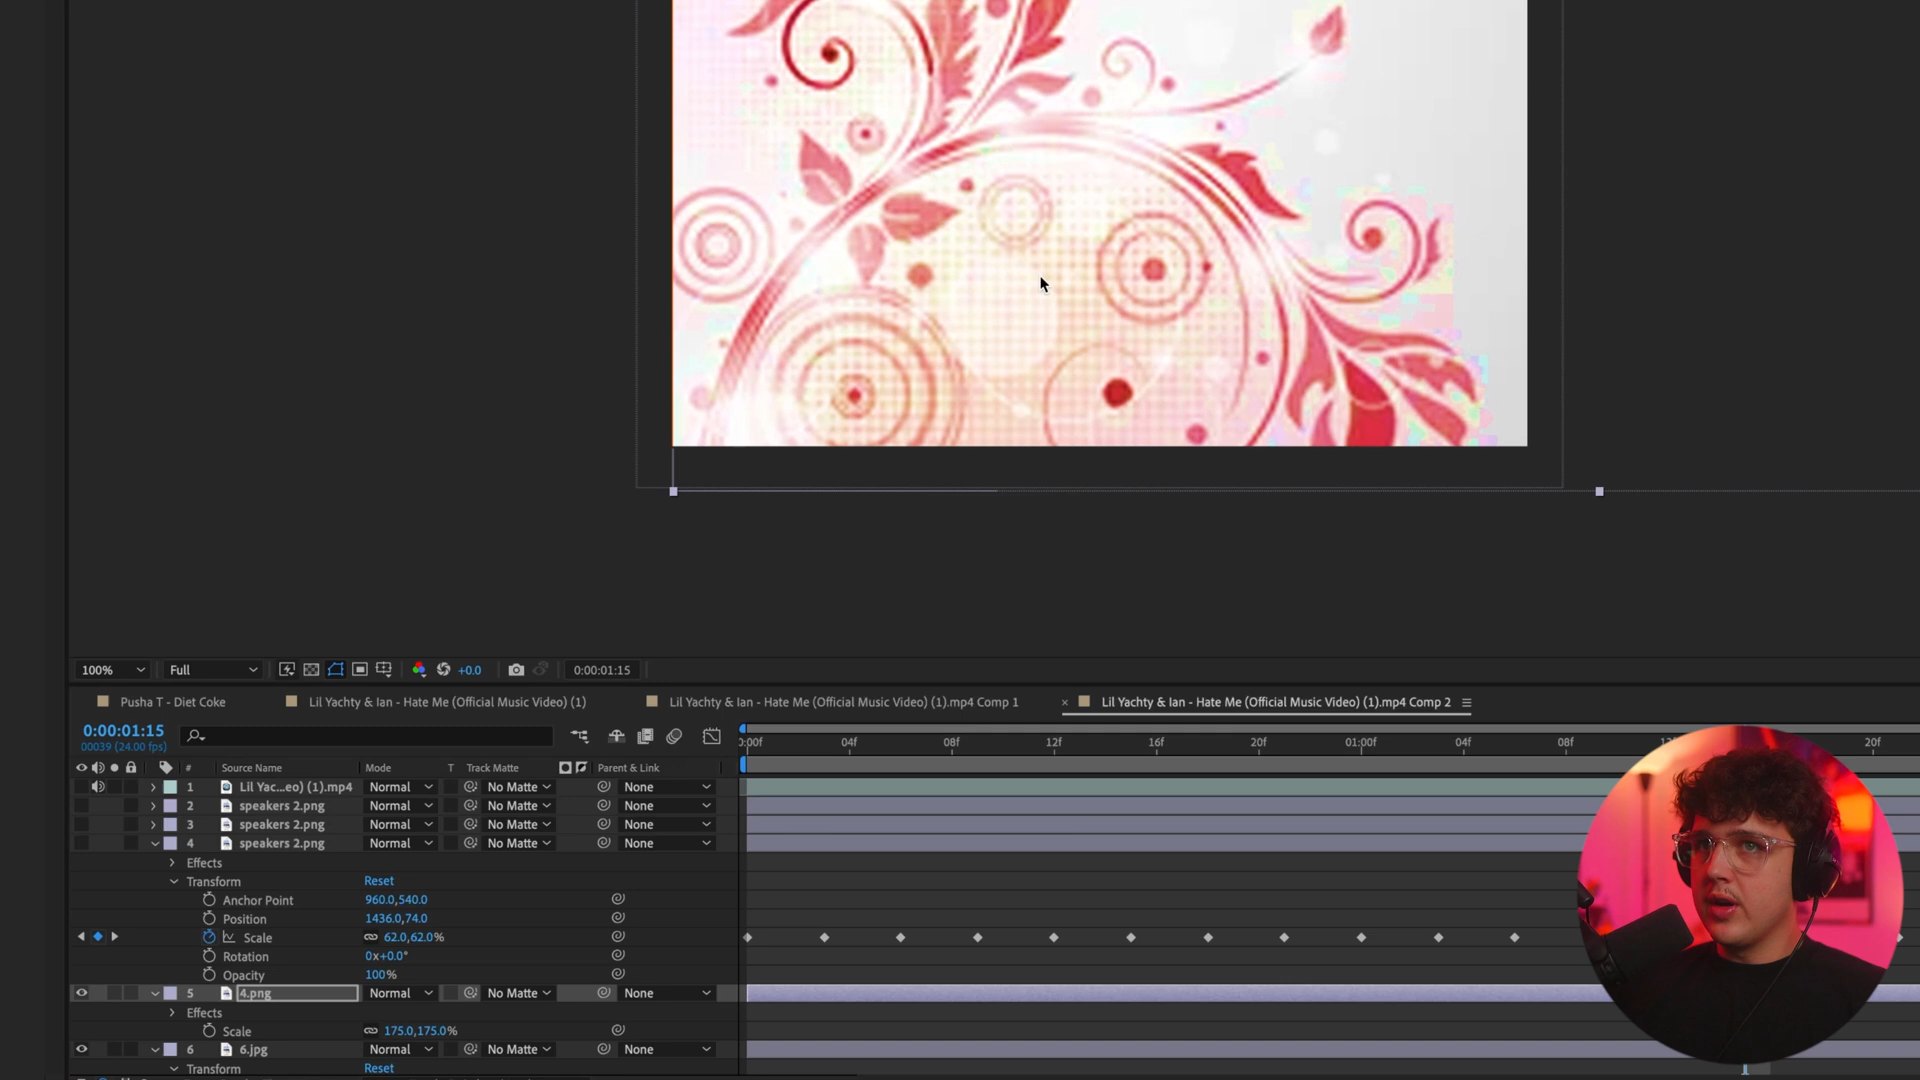 100% Full +0.0 0:00:01:15
Pusha T - Diet Coke Lil Yachty & Ian - Hate Me (Official Music Video) (1) Lil Yachty & Ian - Hate Me (Official Music Video) (1).mp4 Comp 1 × Lil Yachty & Ian - Hate Me (Official Music Video) (1).mp4 Comp 2
0:00:01:15
00039 (24.00 fps)
0:00f 04f 08f 12f 16f 20f 01:00f 04f 08f 20f
# Source Name Mode T Track Matte Parent & Link
1 Lil Yac...eo) (1).mp4 Normal No Matte None
2 speakers 2.png Normal No Matte None
3 speakers 2.png Normal No Matte None
4 speakers 2.png Normal No Matte None
Effects
Transform Reset
Anchor Point 960.0,540.0
Position 1436.0,74.0
Scale 62.0,62.0%
Rotation 0x+0.0°
Opacity 100%
5 4.png Normal No Matte None
Effects
Scale 175.0,175.0%
6 6.jpg Normal No Matte None
Transform Reset